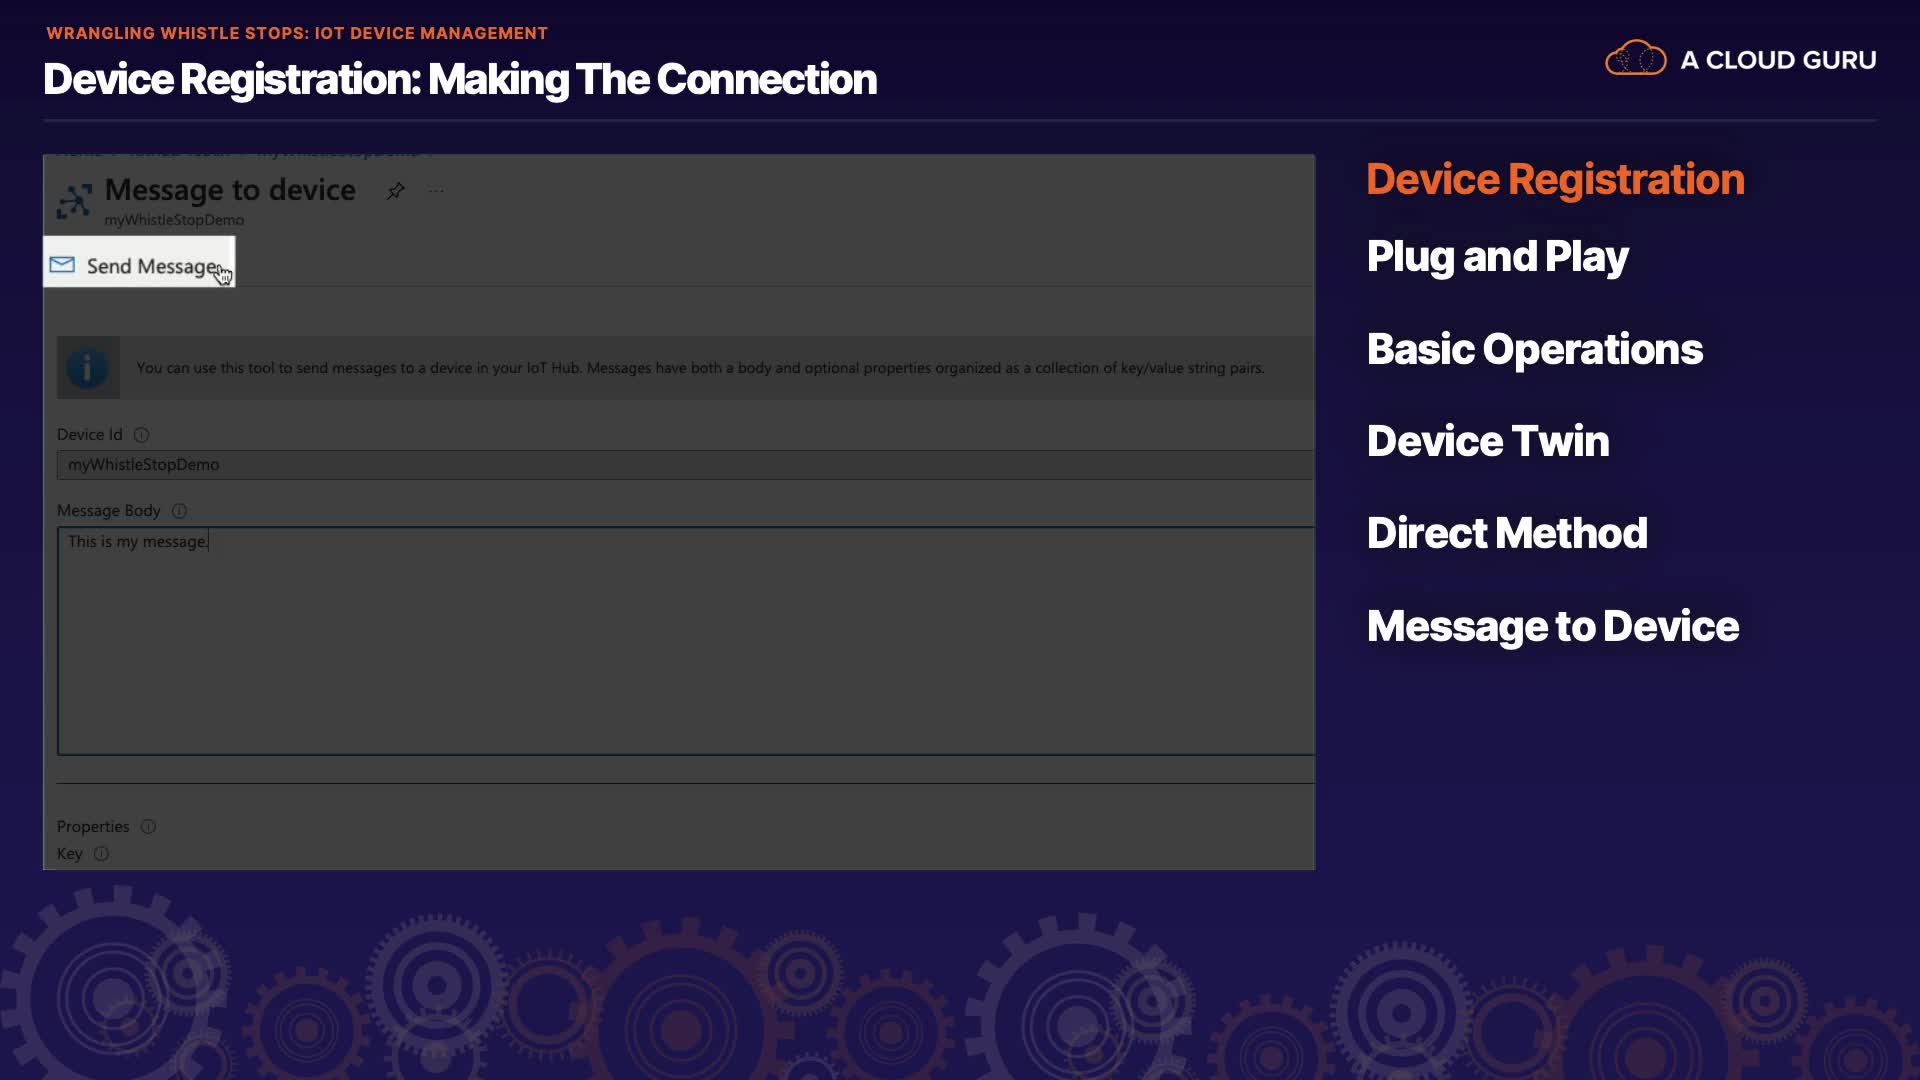 WRANGLING WHISTLE STOPS: IOT DEVICE MANAGEMENT
Device Registration: Making The Connection
A CLOUD GURU
Message to device
myWhistleStopDemo
Send Message
You can use this tool to send messages to a device in your IoT Hub. Messages have both a body and optional properties organized as a collection of key/value string pairs.
Device Id
myWhistleStopDemo
Message Body
This is my message.
Properties
Key
Device Registration
Plug and Play
Basic Operations
Device Twin
Direct Method
Message to Device